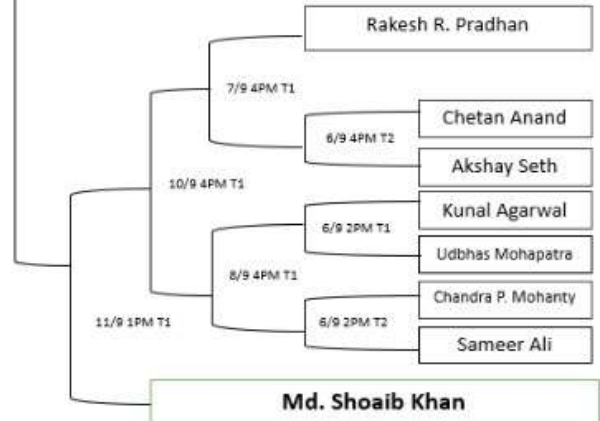 Rakesh R. Pradhan
7/9 4PM T1
Chetan Anand
6/9 4PM T2
Akshay Seth
10/9 4PM T1
Kunal Agarwal
6/9 2PM T1
Udbhas Mohapatra
8/9 4PM T1
Chandra P. Mohanty
11/9 1PM T1
6/9 2PM T2
Sameer Ali
Md. Shoaib Khan